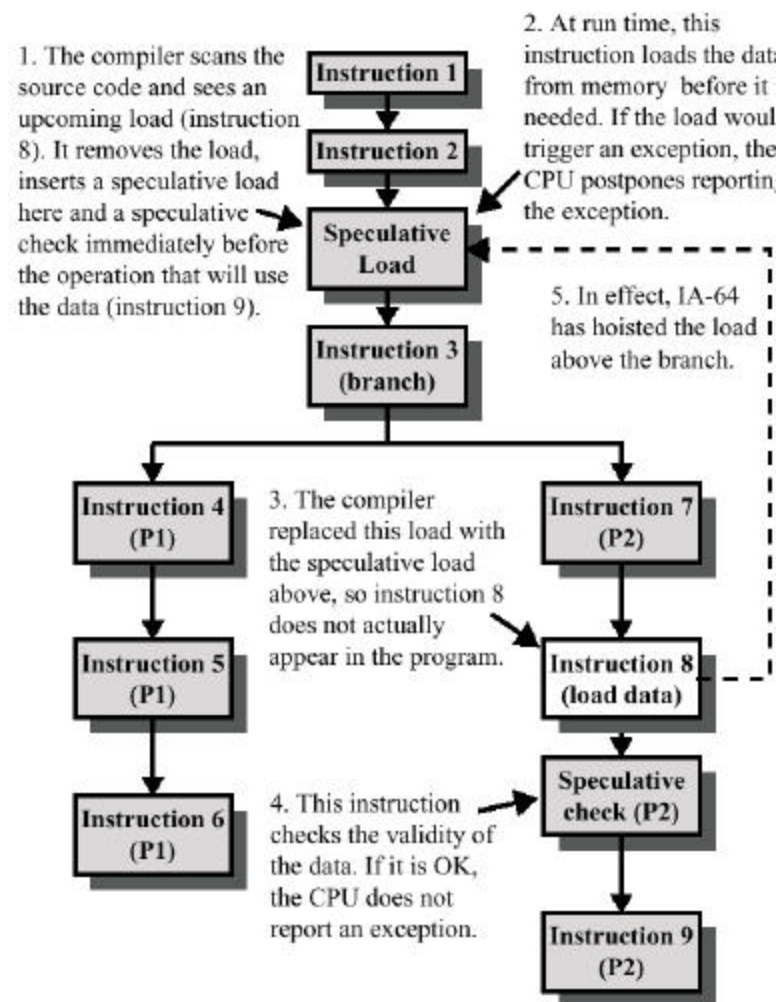 1. The compiler scans the
source code and sees an
upcoming load (instruction
8). It removes the load,
inserts a speculative load
here and a speculative
check immediately before
the operation that will use
the data (instruction 9).
Instruction 1
Instruction 2
Speculative
Load
Instruction 3
(branch)
2. At run time, this
instruction loads the data
from memory before it
needed. If the load woul
trigger an exception, the
CPU postpones reporting
the exception.
5. In effect, IA-64
has hoisted the load
above the branch.
Instruction 4
(P1)
Instruction 5
(P1)
Instruction 6
(P1)
3. The compiler
replaced this load with
the speculative load
above, so instruction 8
does not actually
appear in the program.
Instruction 7
(P2)
Instruction 8
(load data)
4. This instruction
checks the validity of
the data. If it is OK,
the CPU does not
report an exception.
Speculative
check (P2)
Instruction 9
(P2)